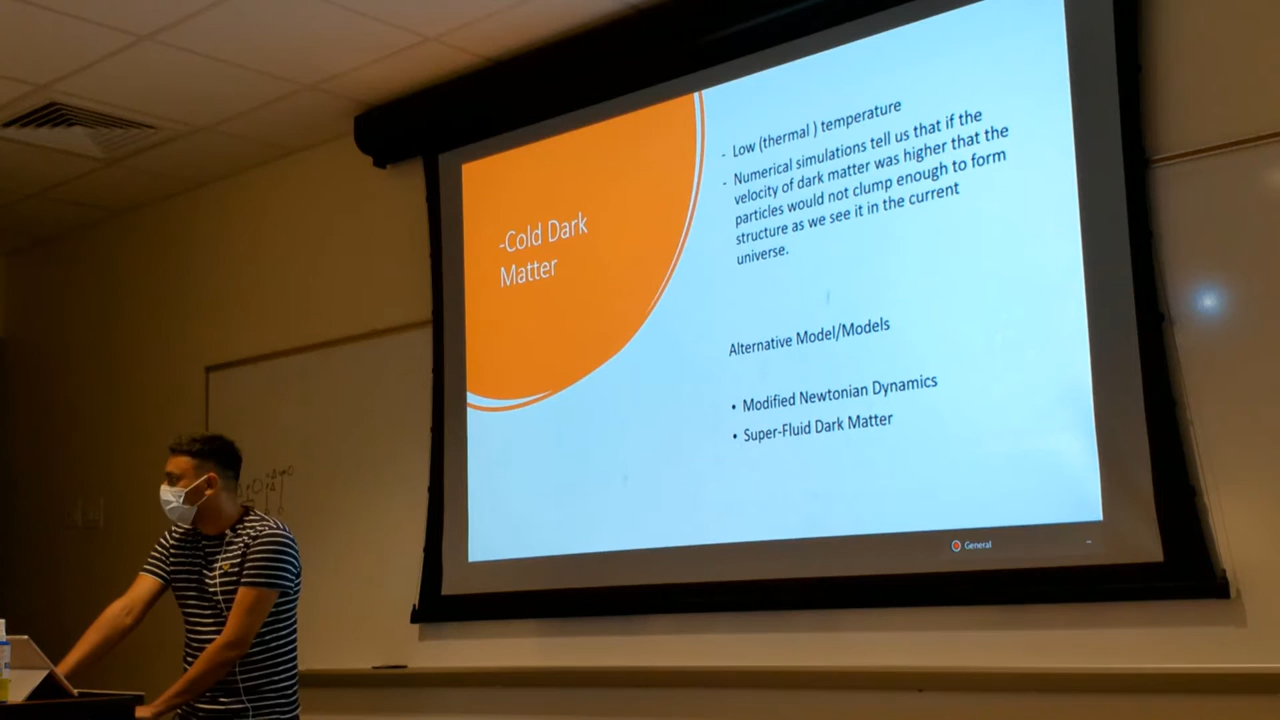 -Cold Dark
Matter
- Low (thermal ) temperature
- Numerical simulations tell us that if the
velocity of dark matter was higher that the
particles would not clump enough to form
structure as we see it in the current
universe.
Alternative Model/Models
• Modified Newtonian Dynamics
• Super-Fluid Dark Matter
General